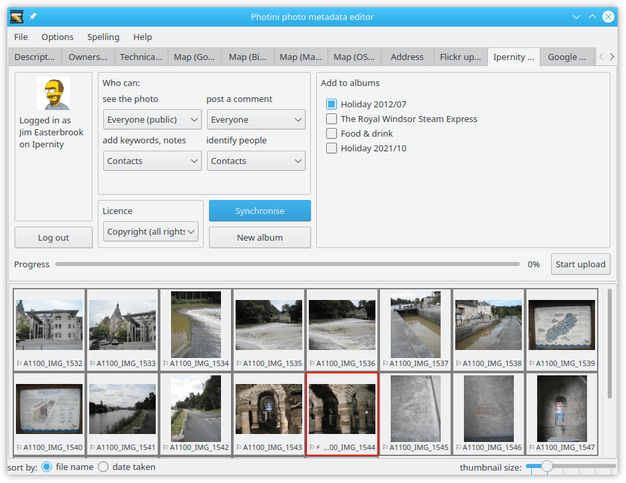 Photini photo metadata editor
File Options Spelling Help
Descript... Owners... Technica... Map (Go... Map (Bi... Map (Ma... Map (OS... Address Flickr up... Ipernity ... Google ...
Logged in as
Jim Easterbrook
on Ipernity
Log out
Who can:
see the photo post a comment
Everyone (public) Everyone
add keywords, notes identify people
Contacts Contacts
Licence
Copyright (all rights
Synchronise
New album
Add to albums
Holiday 2012/07
The Royal Windsor Steam Express
Food & drink
Holiday 2021/10
Progress 0% Start upload
A1100_IMG_1532 A1100_IMG_1533 A1100_IMG_1534 A1100_IMG_1535 A1100_IMG_1536 A1100_IMG_1537 A1100_IMG_1538 A1100_IMG_1539
A1100_IMG_1540 A1100_IMG_1541 A1100_IMG_1542 A1100_IMG_1543 ...00_IMG_1544 A1100_IMG_1545 A1100_IMG_1546 A1100_IMG_1547
sort by: file name date taken thumbnail size: